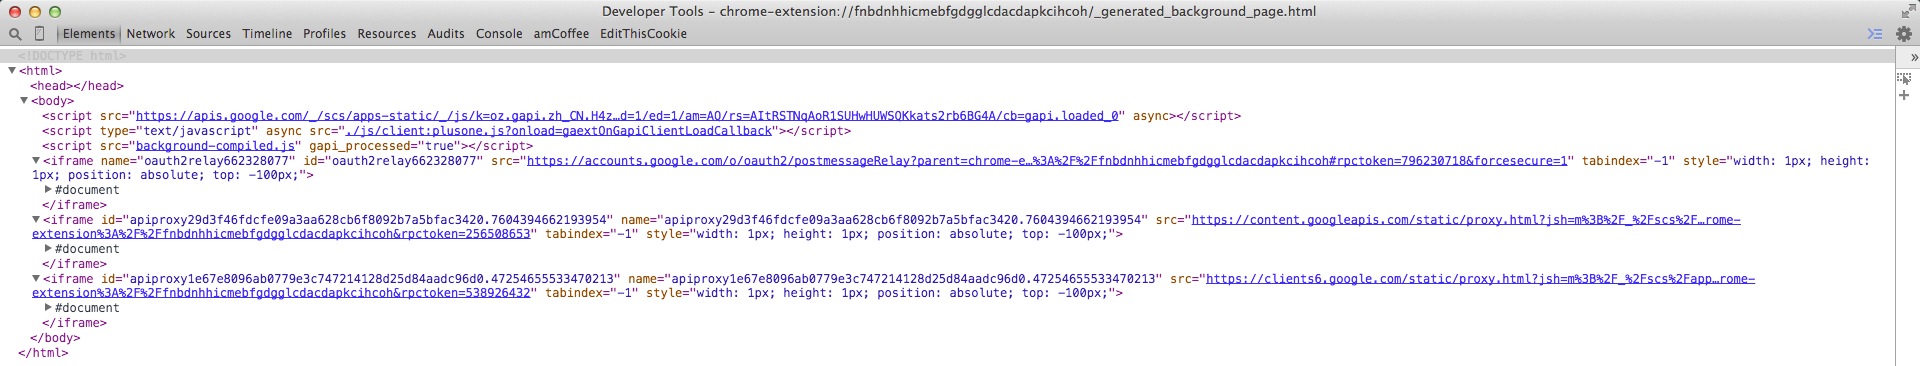 Developer Tools - chrome-extension://fnbdnhhicmebfgdgglcdacdapkcihcoh/_generated_background_page.html
Elements Network Sources Timeline Profiles Resources Audits Console amCoffee EditThisCookie
<!DOCTYPE html>
▼<html>
<head></head>
▼<body>
<script src="https://apis.google.com/_/scs/apps-static/_/js/k=oz.gapi.zh_CN.H4z…d=1/ed=1/am=AO/rs=AItRSTNqAoR1SUHwHUWSOKkats2rb6BG4A/cb=gapi.loaded_0" async></script>
<script type="text/javascript" async src="./js/client:plusone.js?onload=gaextOnGapiClientLoadCallback"></script>
<script src="background-compiled.js" gapi_processed="true"></script>
▼<iframe name="oauth2relay662328077" id="oauth2relay662328077" src="https://accounts.google.com/o/oauth2/postmessageRelay?parent=chrome-e…%3A%2F%2Ffnbdnhhicmebfgdgglcdacdapkcihcoh#rpctoken=796230718&forcesecure=1" tabindex="-1" style="width: 1px; height:
1px; position: absolute; top: -100px;">
▶#document
</iframe>
▼<iframe id="apiproxy29d3f46fdcfe09a3aa628cb6f8092b7a5bfac3420.7604394662193954" name="apiproxy29d3f46fdcfe09a3aa628cb6f8092b7a5bfac3420.7604394662193954" src="https://content.googleapis.com/static/proxy.html?jsh=m%3B%2F_%2Fscs%2F…rome-
extension%3A%2F%2Ffnbdnhhicmebfgdgglcdacdapkcihcoh&rpctoken=256508653" tabindex="-1" style="width: 1px; height: 1px; position: absolute; top: -100px;">
▶#document
</iframe>
▼<iframe id="apiproxy1e67e8096ab0779e3c747214128d25d84aadc96d0.47254655533470213" name="apiproxy1e67e8096ab0779e3c747214128d25d84aadc96d0.47254655533470213" src="https://clients6.google.com/static/proxy.html?jsh=m%3B%2F_%2Fscs%2Fapp…rome-
extension%3A%2F%2Ffnbdnhhicmebfgdgglcdacdapkcihcoh&rpctoken=538926432" tabindex="-1" style="width: 1px; height: 1px; position: absolute; top: -100px;">
▶#document
</iframe>
</body>
</html>